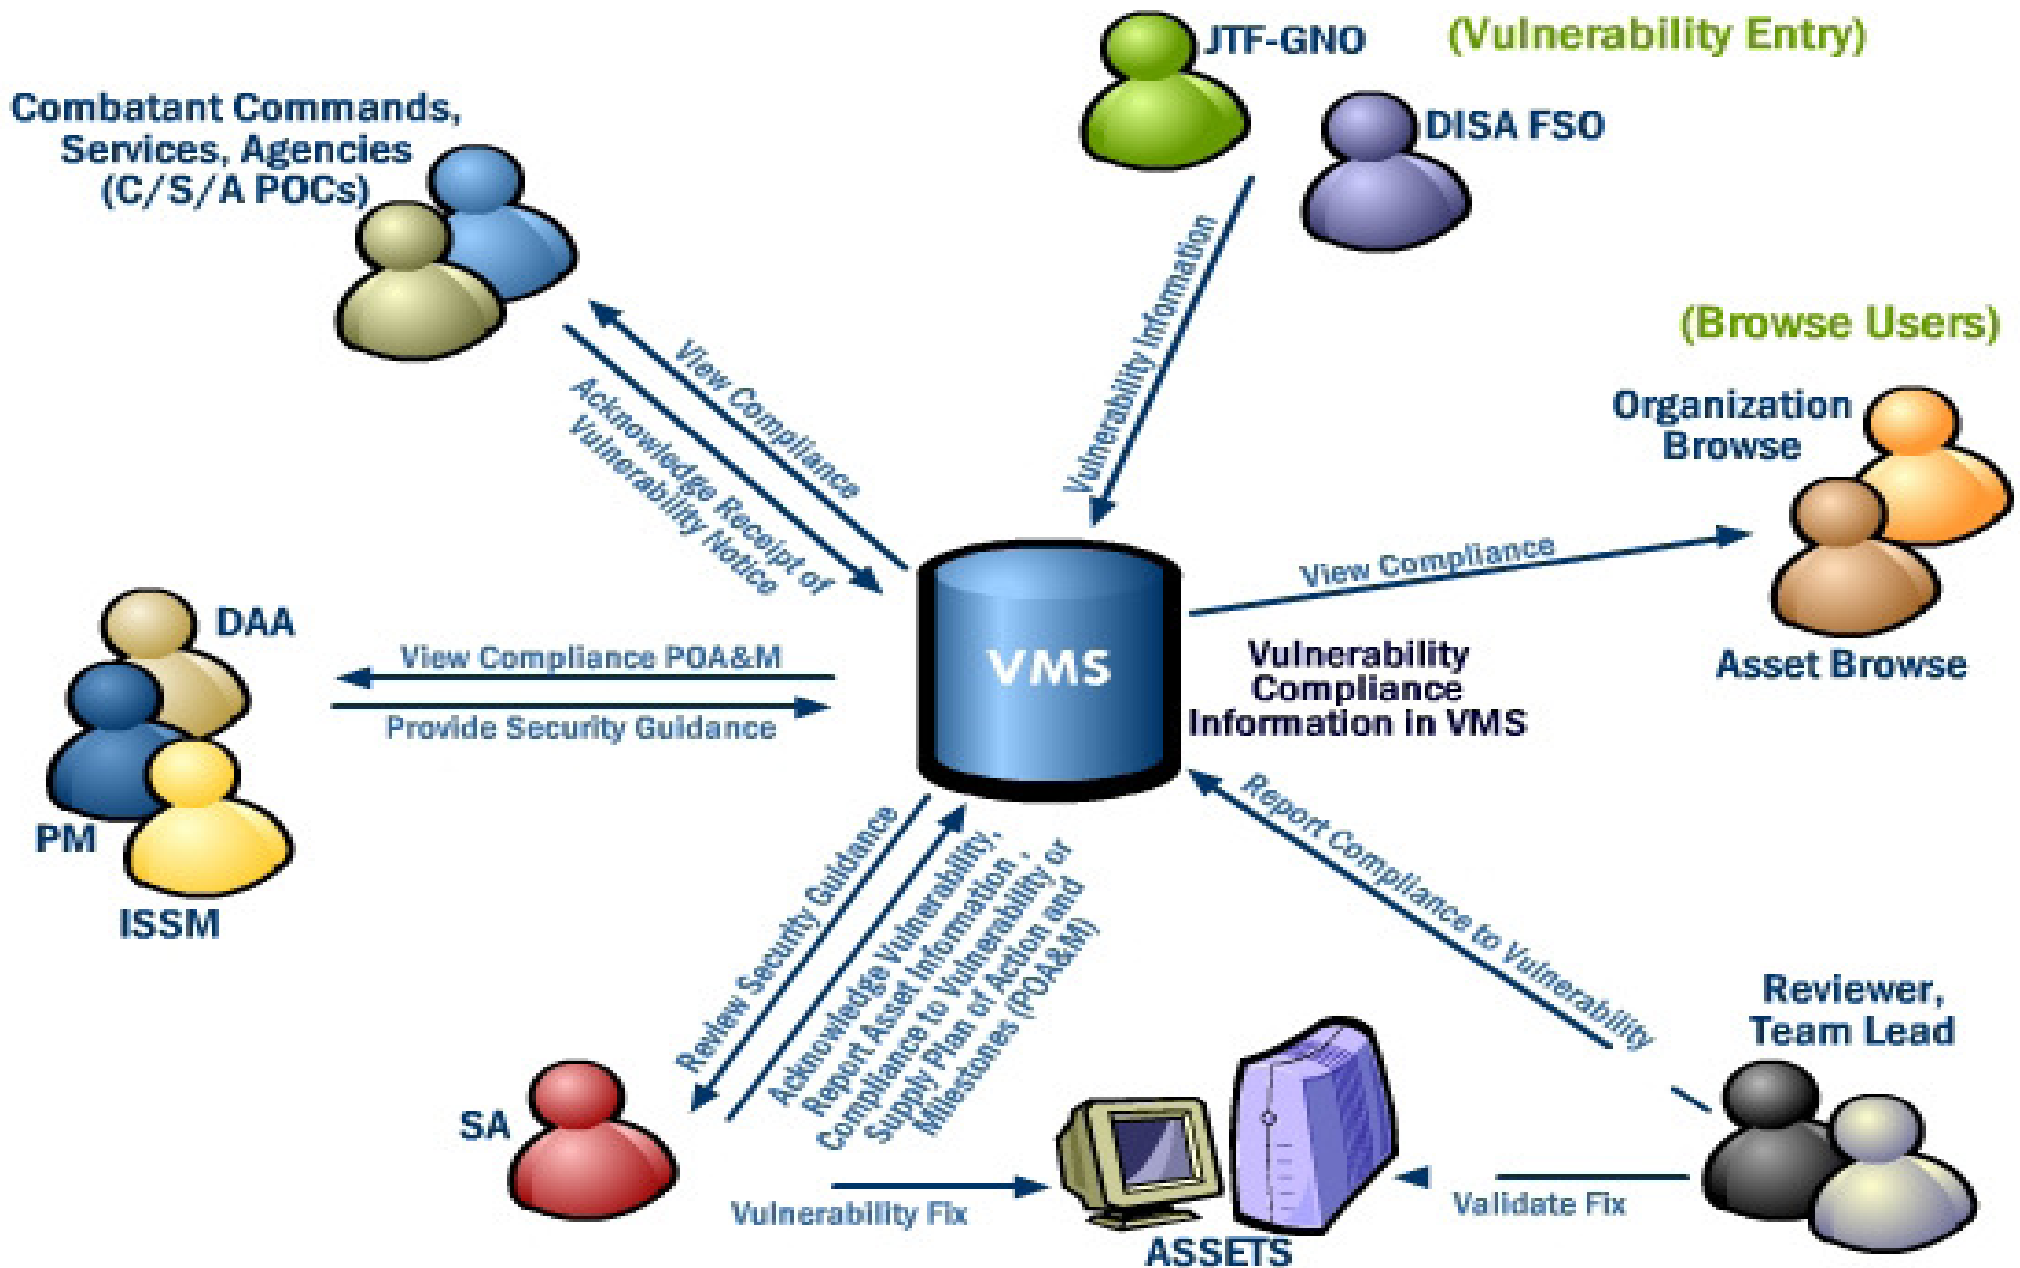 JTF-GNO
(Vulnerability Entry)
DISA FSO
Combatant Commands,
Services, Agencies
(C/S/A POCs)
Vulnerability Information
View Compliance
Acknowledge Receipt of
Vulnerability Notice
(Browse Users)
Organization
Browse
View Compliance
Asset Browse
DAA
PM
ISSM
View Compliance POA&M
Provide Security Guidance
VMS
Vulnerability
Compliance
Information in VMS
Review Security Guidance
Acknowledge Vulnerability,
Report Asset Information ,
Compliance to Vulnerability or
Supply Plan of Action and
Milestones (POA&M)
Report Compliance to Vulnerability
Reviewer,
Team Lead
SA
Vulnerability Fix
Validate Fix
ASSETS